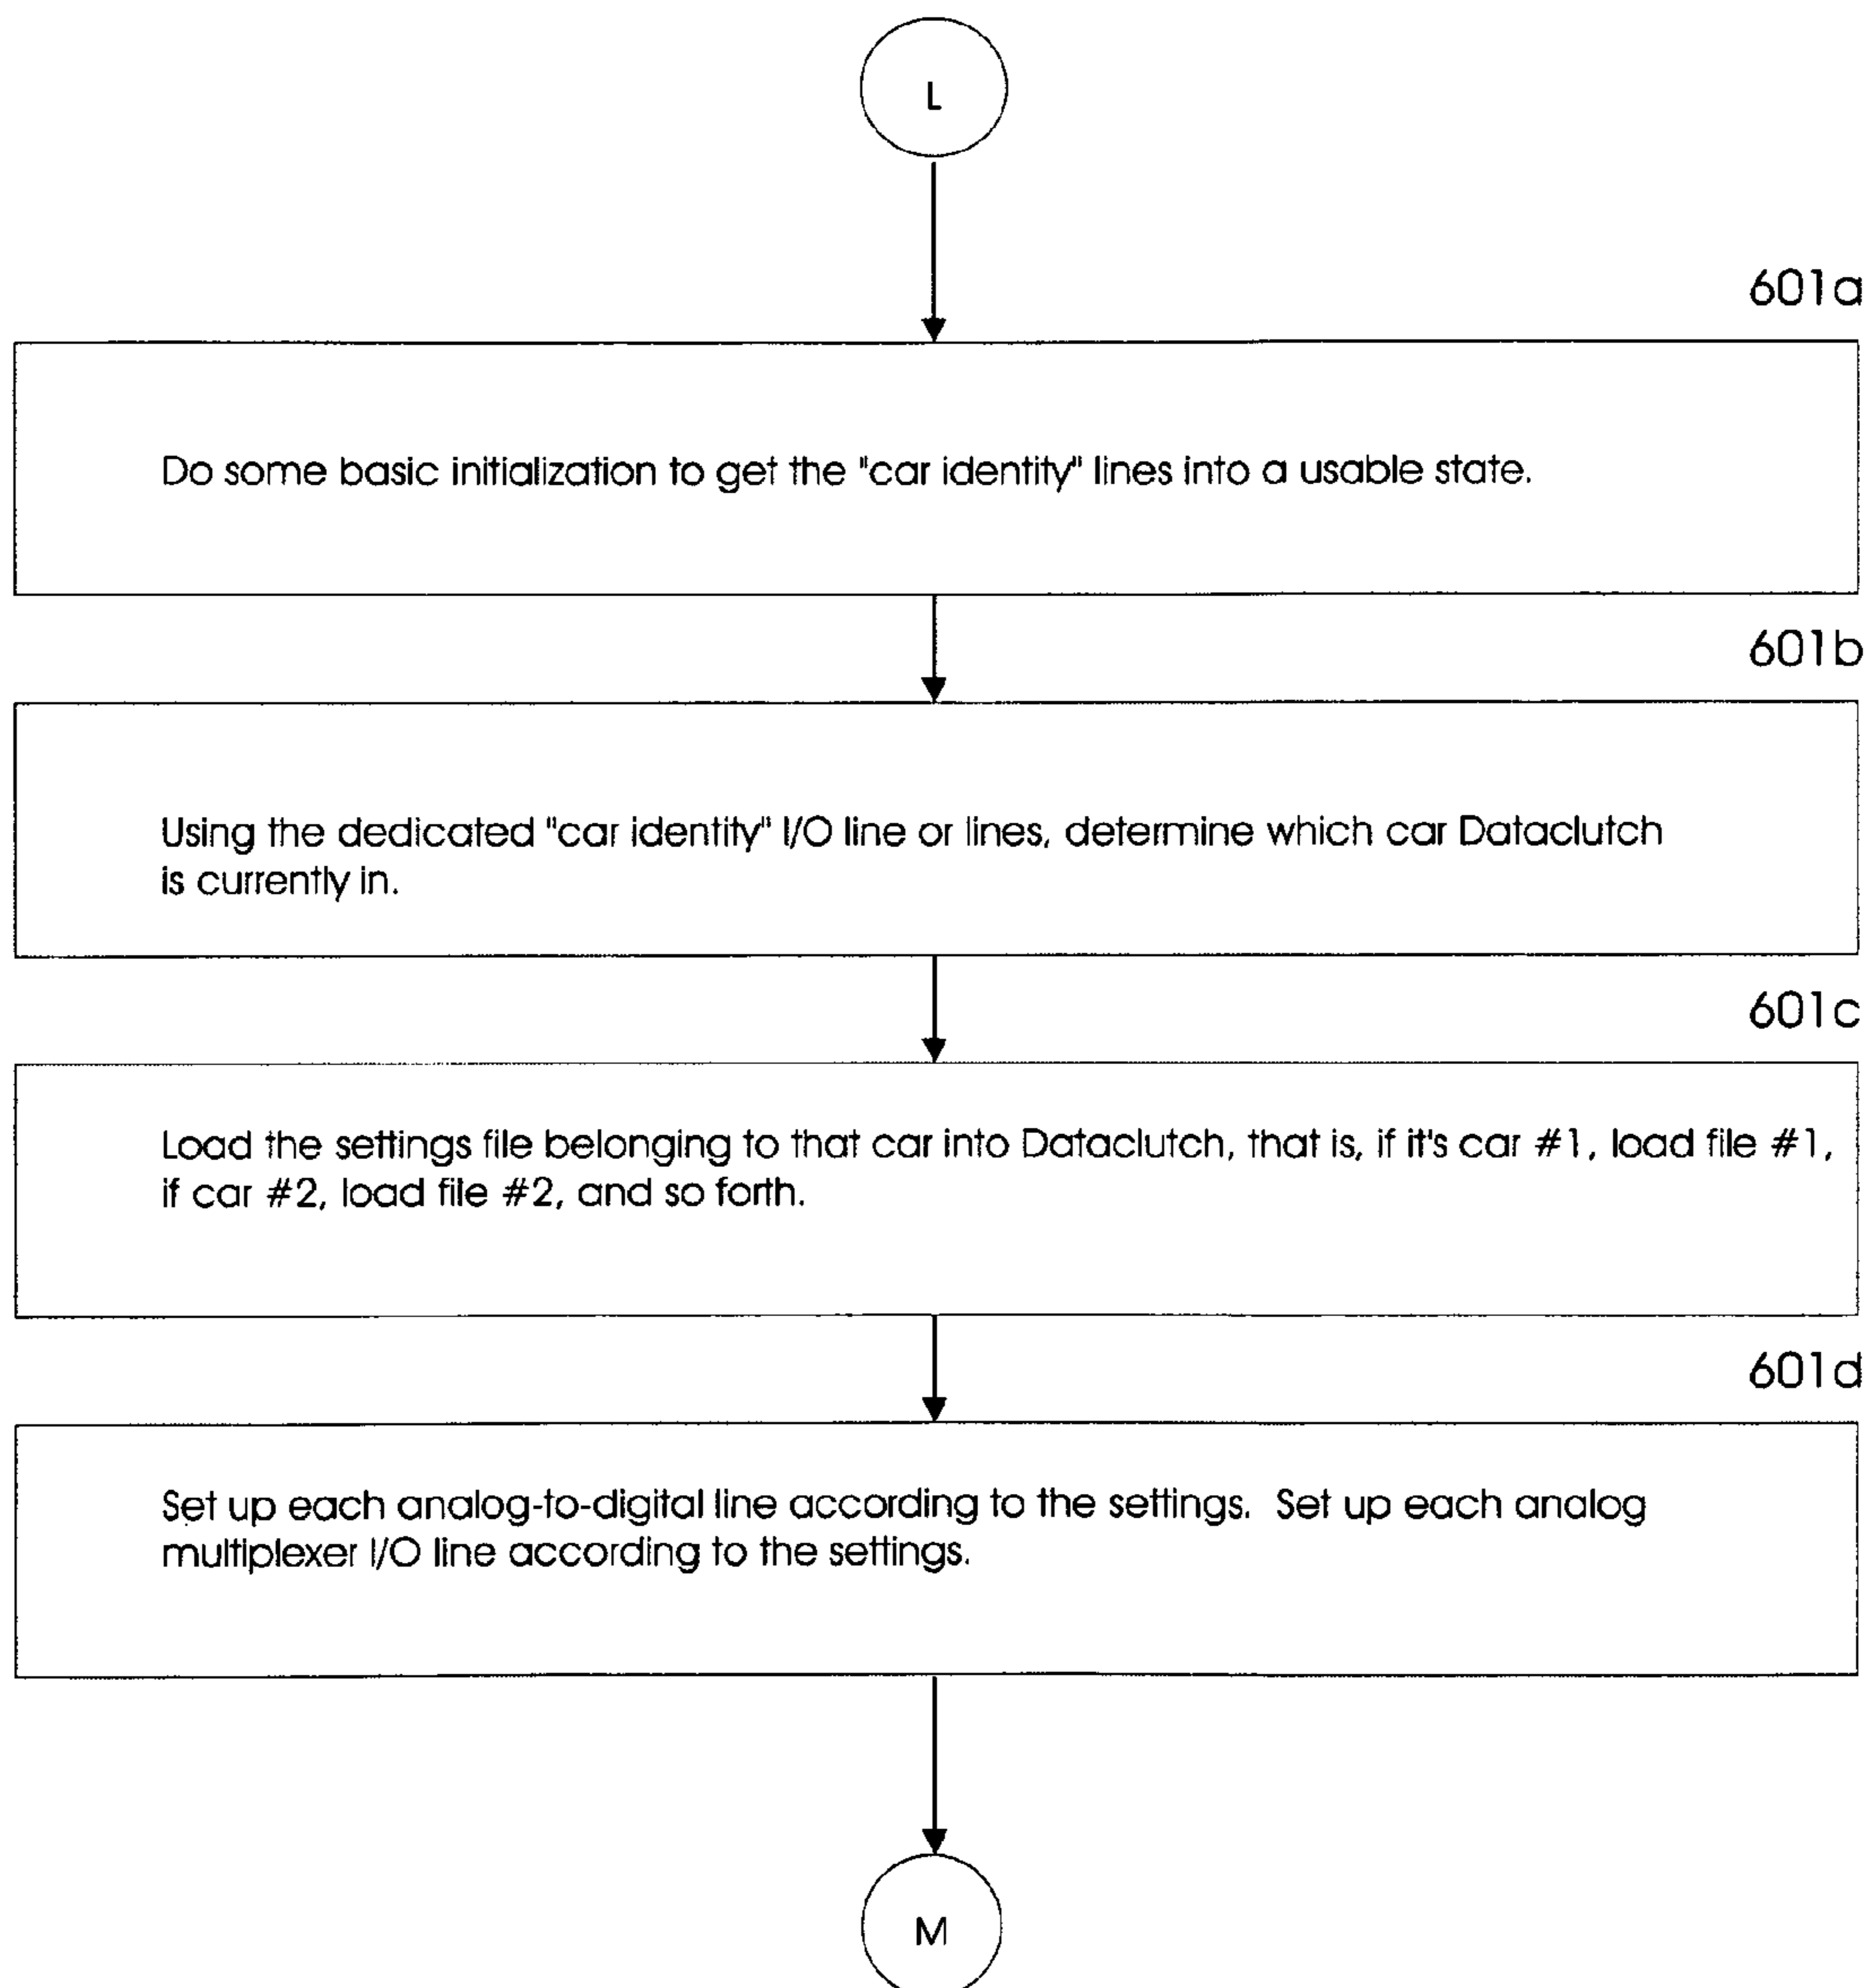 L
601a
Do some basic initialization to get the "car identity" lines into a usable state.
601b
Using the dedicated "car identity" I/O line or lines, determine which car Dataclutch
is currently in.
601c
Load the settings file belonging to that car into Dataclutch, that is, if it's car #1, load file #1,
if car #2, load file #2, and so forth.
601d
Set up each analog-to-digital line according to the settings.  Set up each analog
multiplexer I/O line according to the settings.
M